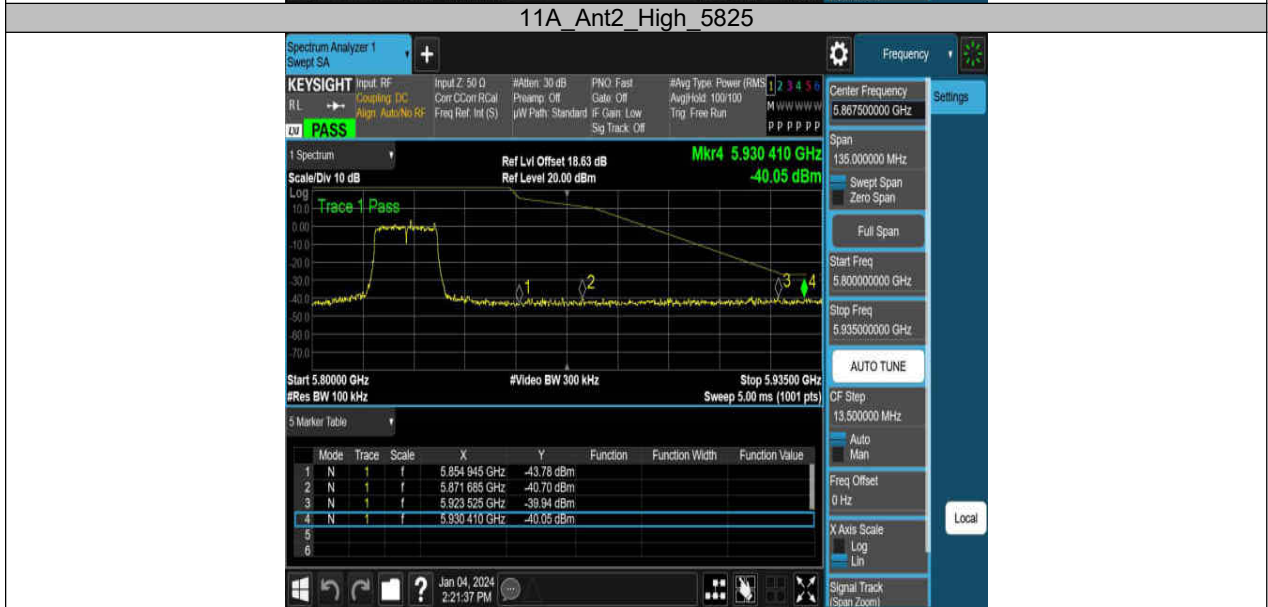 11A_Ant2_High_5825
Spectrum Analyzer 1
Swept SA
+
Frequency
KEYSIGHT
RL
LXI PASS
Input: RF
Coupling: DC
Align: Auto/No RF
Input Z: 50 Ω
Corr CCorr RCal
Freq Ref: Int (S)
#Atten: 30 dB
Preamp: Off
µW Path: Standard
PNO: Fast
Gate: Off
IF Gain: Low
Sig Track: Off
#Avg Type: Power (RMS
Avg|Hold: 100/100
Trig: Free Run
1 2 3 4 5 6
M W W W W W
P P P P P P
1 Spectrum
Scale/Div 10 dB
Ref Lvl Offset 18.63 dB
Ref Level 20.00 dBm
Mkr4 5.930 410 GHz
-40.05 dBm
Log
Trace 1 Pass
10.0
0.00
-10.0
-20.0
-30.0
-40.0
-50.0
-60.0
-70.0
1
2
3
4
Start 5.80000 GHz
#Res BW 100 kHz
#Video BW 300 kHz
Stop 5.93500 GHz
Sweep 5.00 ms (1001 pts)
5 Marker Table
Mode Trace Scale X Y Function Function Width Function Value
1 N 1 f 5.854 945 GHz -43.78 dBm
2 N 1 f 5.871 685 GHz -40.70 dBm
3 N 1 f 5.923 525 GHz -39.94 dBm
4 N 1 f 5.930 410 GHz -40.05 dBm
5
6
Center Frequency
5.867500000 GHz
Settings
Span
135.000000 MHz
Swept Span
Zero Span
Full Span
Start Freq
5.800000000 GHz
Stop Freq
5.935000000 GHz
AUTO TUNE
CF Step
13.500000 MHz
Auto
Man
Freq Offset
0 Hz
X Axis Scale
Log
Lin
Local
Signal Track
(Span Zoom)
?
Jan 04, 2024
2:21:37 PM